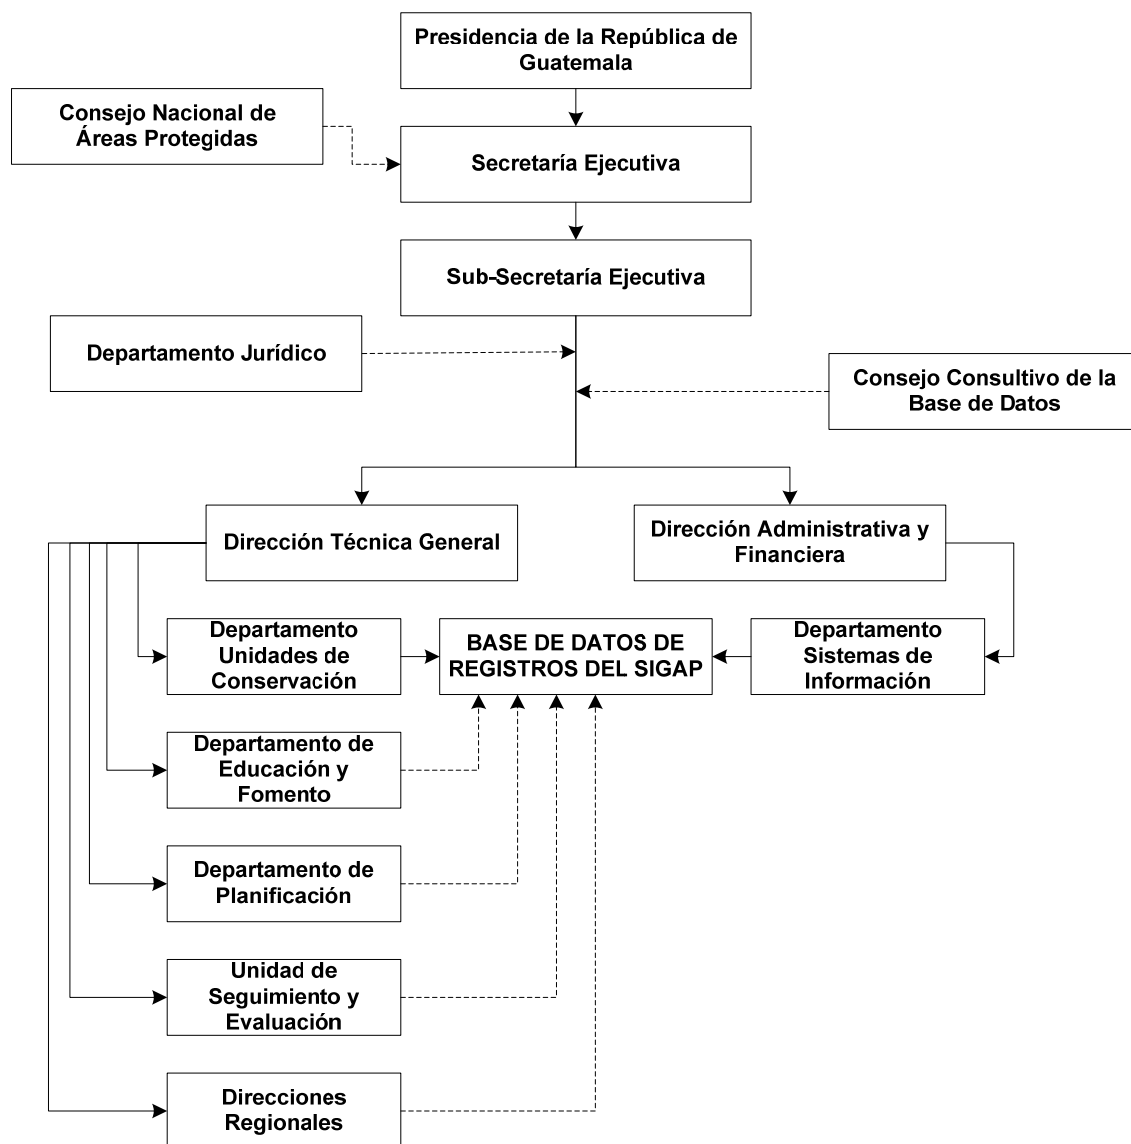 Presidencia de la República de
Guatemala
Consejo Nacional de
Áreas Protegidas
Secretaría Ejecutiva
Sub-Secretaría Ejecutiva
Departamento Jurídico
Consejo Consultivo de la
Base de Datos
Dirección Técnica General
Dirección Administrativa y
Financiera
Departamento
Unidades de
Conservación
BASE DE DATOS DE
REGISTROS DEL SIGAP
Departamento
Sistemas de
Información
Departamento de
Educación y
Fomento
Departamento de
Planificación
Unidad de
Seguimiento y
Evaluación
Direcciones
Regionales